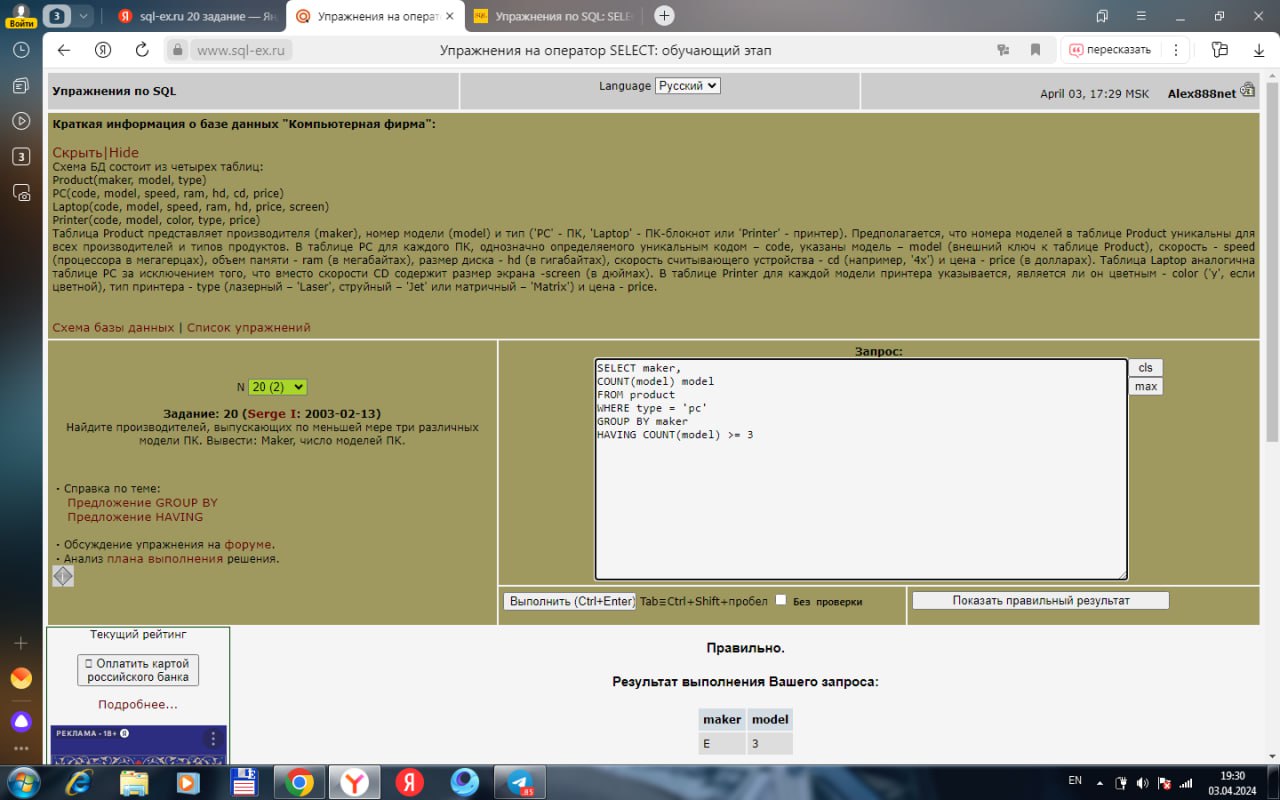 Войти
3
sql-ex.ru 20 задание — Ян
Упражнения на операт
Упражнения по SQL: SELE
www.sql-ex.ru
Упражнения на оператор SELECT: обучающий этап
пересказать
3
Упражнения по SQL
Language Русский
April 03, 17:29 MSK Alex888net
Краткая информация о базе данных "Компьютерная фирма":
Скрыть|Hide
Схема БД состоит из четырех таблиц:
Product(maker, model, type)
PC(code, model, speed, ram, hd, cd, price)
Laptop(code, model, speed, ram, hd, price, screen)
Printer(code, model, color, type, price)
Таблица Product представляет производителя (maker), номер модели (model) и тип ('PC' - ПК, 'Laptop' - ПК-блокнот или 'Printer' - принтер). Предполагается, что номера моделей в таблице Product уникальны для
всех производителей и типов продуктов. В таблице PC для каждого ПК, однозначно определяемого уникальным кодом – code, указаны модель – model (внешний ключ к таблице Product), скорость - speed
(процессора в мегагерцах), объем памяти - ram (в мегабайтах), размер диска - hd (в гигабайтах), скорость считывающего устройства - cd (например, '4x') и цена - price (в долларах). Таблица Laptop аналогична
таблице РС за исключением того, что вместо скорости CD содержит размер экрана -screen (в дюймах). В таблице Printer для каждой модели принтера указывается, является ли он цветным - color ('y', если
цветной), тип принтера - type (лазерный – 'Laser', струйный – 'Jet' или матричный – 'Matrix') и цена - price.
Схема базы данных | Список упражнений
N 20 (2)
Задание: 20 (Serge I: 2003-02-13)
Найдите производителей, выпускающих по меньшей мере три различных
модели ПК. Вывести: Maker, число моделей ПК.
- Справка по теме:
Предложение GROUP BY
Предложение HAVING
- Обсуждение упражнения на форуме.
- Анализ плана выполнения решения.
Запрос:
SELECT maker,
COUNT(model) model
FROM product
WHERE type = 'pc'
GROUP BY maker
HAVING COUNT(model) >= 3
cls
max
Выполнить (Ctrl+Enter) Tab≡Ctrl+Shift+пробел Без проверки
Показать правильный результат
Текущий рейтинг
Оплатить картой
российского банка
Подробнее...
РЕКЛАМА • 18+
Правильно.
Результат выполнения Вашего запроса:
maker model
E 3
EN
19:30
03.04.2024